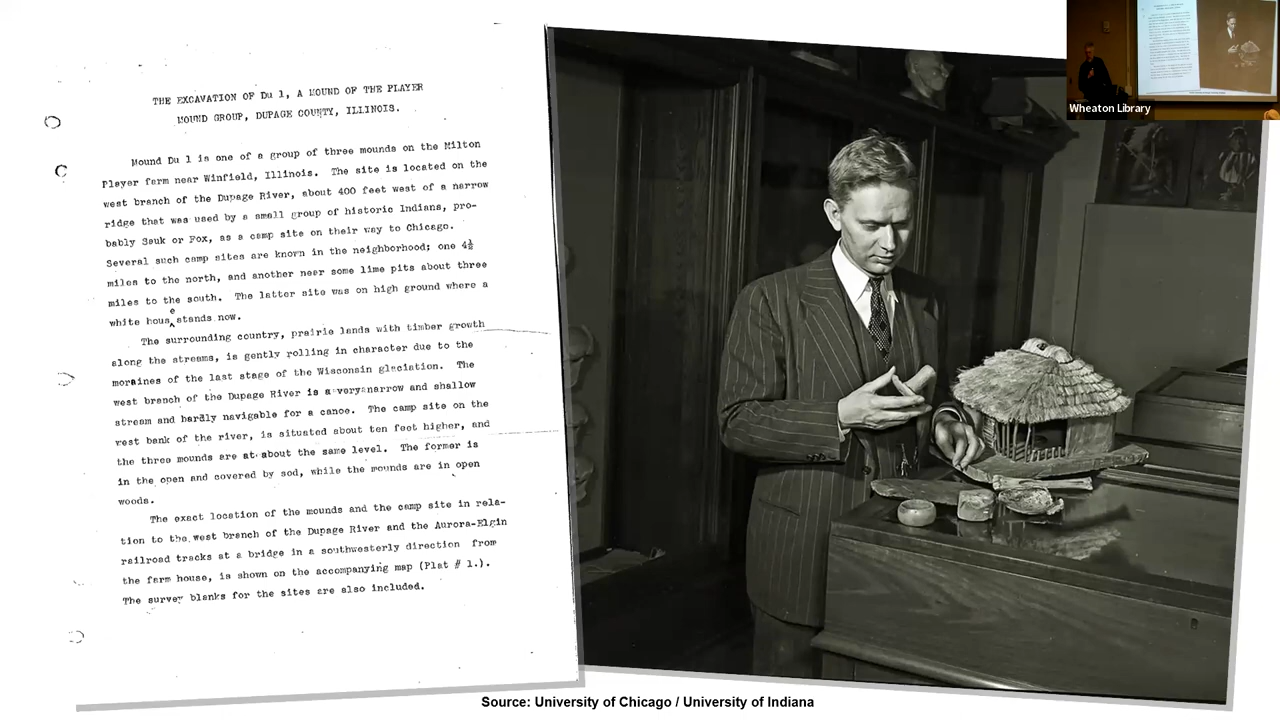 THE EXCAVATION OF Du 1, A MOUND OF THE PLAYER
MOUND GROUP, DUPAGE COUNTY, ILLINOIS.
Mound Du 1 is one of a group of three mounds on the Milton
Player farm near Winfield, Illinois. The site is located on the
west branch of the Dupage River, about 400 feet west of a narrow
ridge that was used by a small group of historic Indians, pro-
bably Sauk or Fox, as a camp site on their way to Chicago.
Several such camp sites are known in the neighborhood; one 4½
miles to the north, and another near some lime pits about three
miles to the south. The latter site was on high ground where a
white house stands now.
The surrounding country, prairie lands with timber growth
along the streams, is gently rolling in character due to the
moraines of the last stage of the Wisconsin glaciation. The
west branch of the Dupage River is a very narrow and shallow
stream and hardly navigable for a canoe. The camp site on the
west bank of the river, is situated about ten feet higher, and
the three mounds are at about the same level. The former is
in the open and covered by sod, while the mounds are in open
woods.
The exact location of the mounds and the camp site in rela-
tion to the west branch of the Dupage River and the Aurora-Elgin
railroad tracks at a bridge in a southwesterly direction from
the farm house, is shown on the accompanying map (Plat # 1.).
The survey blanks for the sites are also included.
Wheaton Library
Source: University of Chicago / University of Indiana